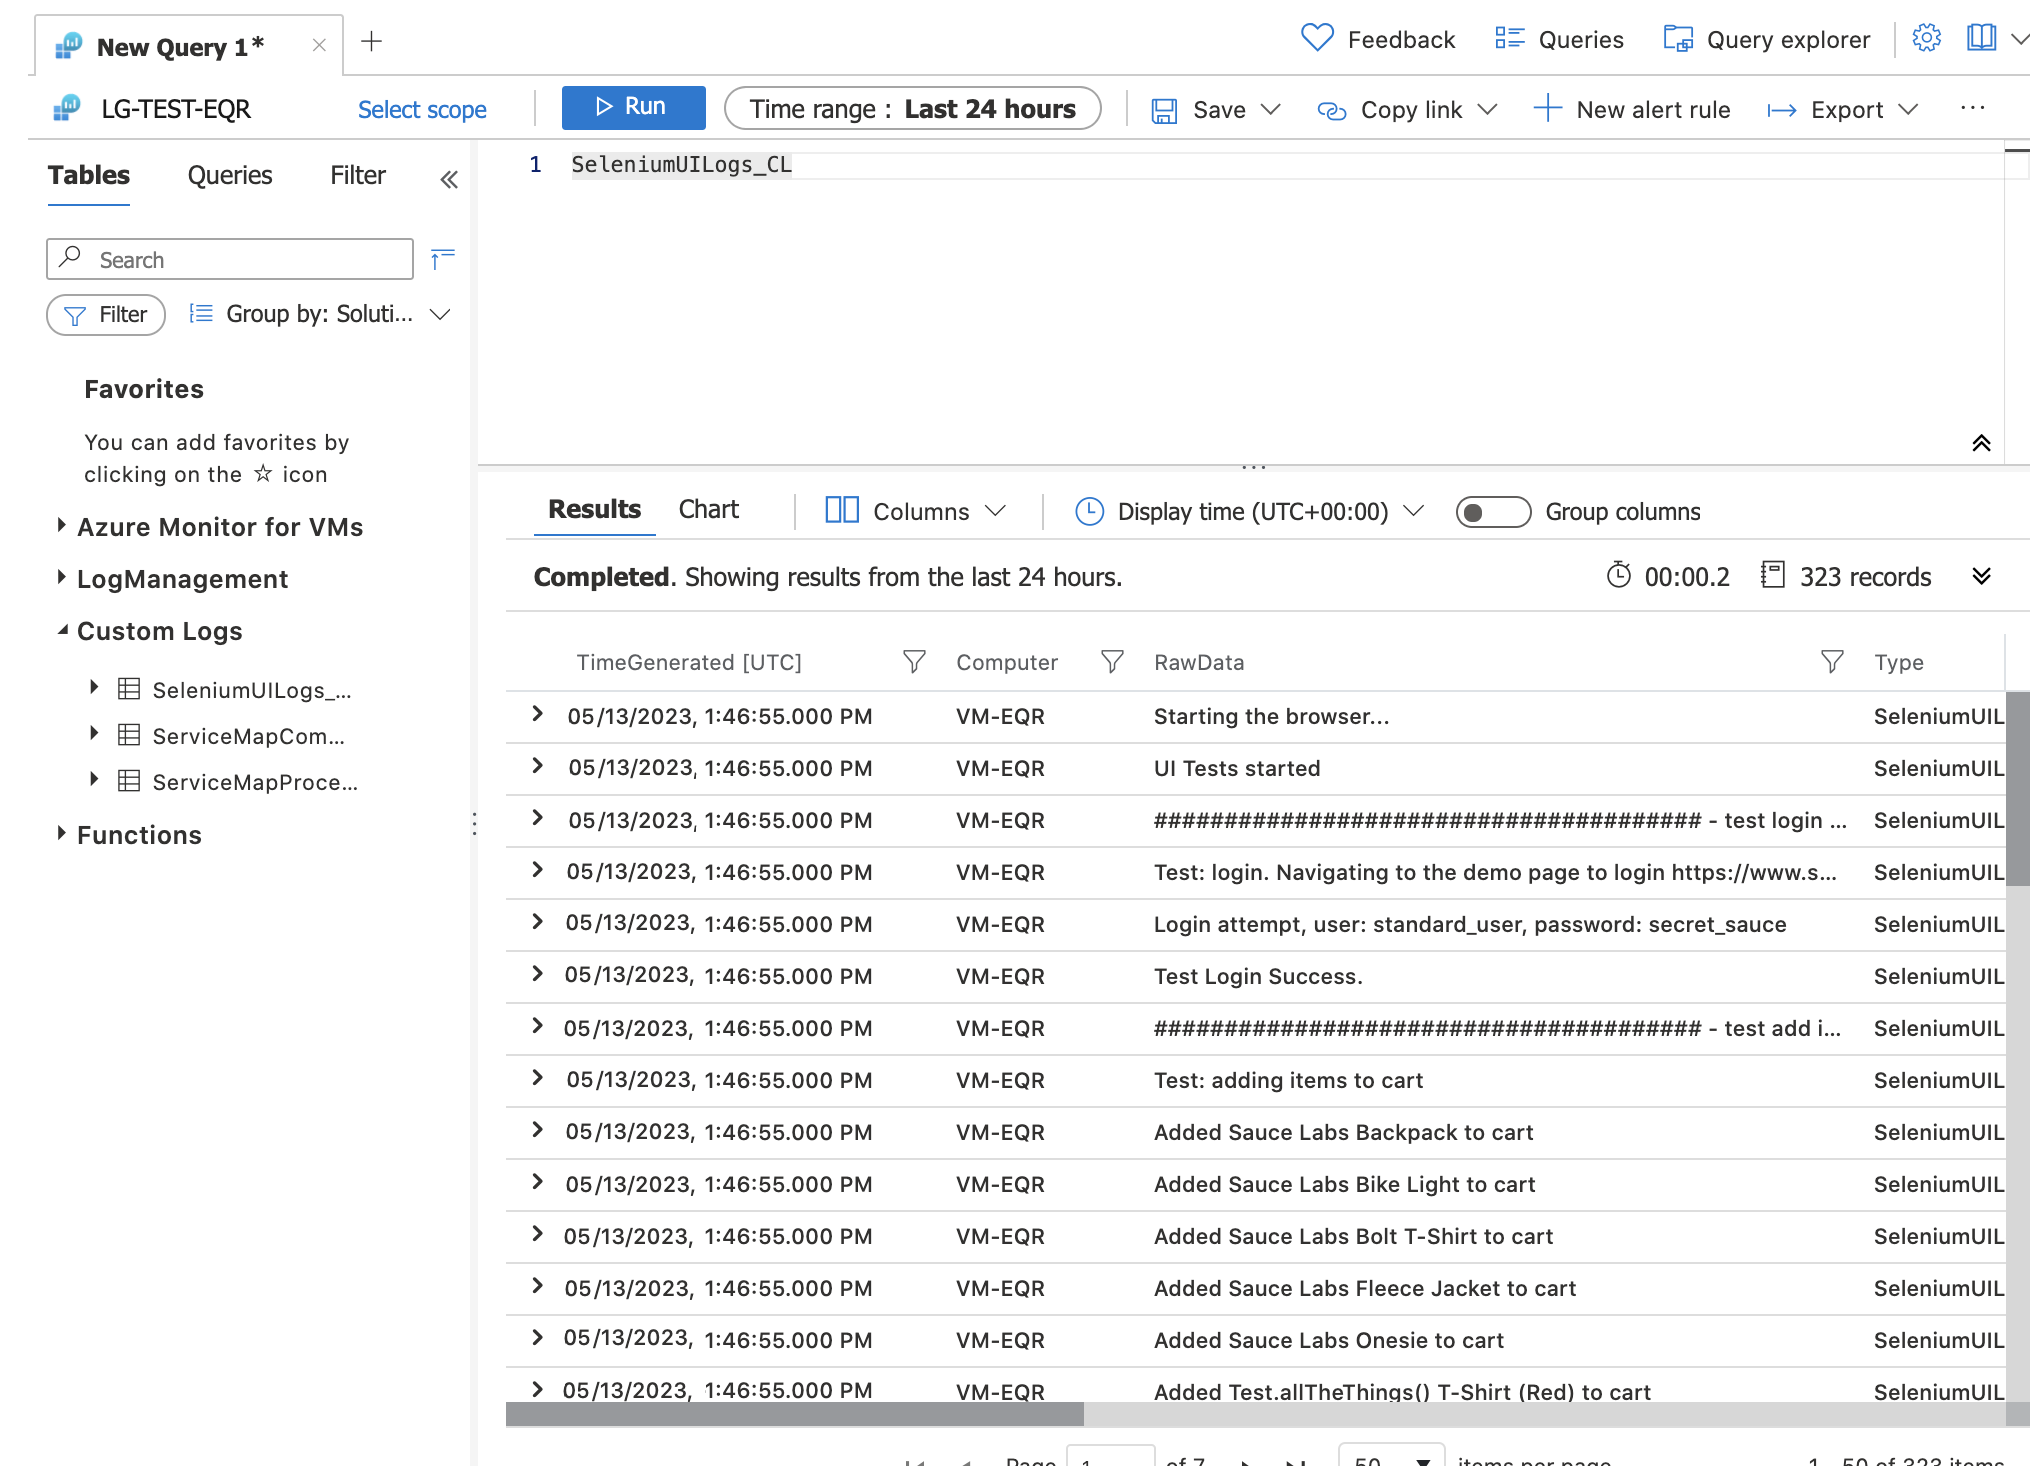 New Query 1*
Feedback
Queries
Query explorer
LG-TEST-EQR
Select scope
Run
Time range : Last 24 hours
Save
Copy link
New alert rule
Export
Tables
Queries
Filter
1 SeleniumUILogs_CL
Search
Filter
Group by: Soluti...
Favorites
You can add favorites by
clicking on the ☆ icon
Azure Monitor for VMs
LogManagement
Custom Logs
SeleniumUILogs_...
ServiceMapCom...
ServiceMapProce...
Functions
Results
Chart
Columns
Display time (UTC+00:00)
Group columns
Completed. Showing results from the last 24 hours.
00:00.2
323 records
TimeGenerated [UTC] Computer RawData Type
05/13/2023, 1:46:55.000 PM VM-EQR Starting the browser... SeleniumUIL
05/13/2023, 1:46:55.000 PM VM-EQR UI Tests started SeleniumUIL
05/13/2023, 1:46:55.000 PM VM-EQR ####################################### - test login ... SeleniumUIL
05/13/2023, 1:46:55.000 PM VM-EQR Test: login. Navigating to the demo page to login https://www.s... SeleniumUIL
05/13/2023, 1:46:55.000 PM VM-EQR Login attempt, user: standard_user, password: secret_sauce SeleniumUIL
05/13/2023, 1:46:55.000 PM VM-EQR Test Login Success. SeleniumUIL
05/13/2023, 1:46:55.000 PM VM-EQR ####################################### - test add i... SeleniumUIL
05/13/2023, 1:46:55.000 PM VM-EQR Test: adding items to cart SeleniumUIL
05/13/2023, 1:46:55.000 PM VM-EQR Added Sauce Labs Backpack to cart SeleniumUIL
05/13/2023, 1:46:55.000 PM VM-EQR Added Sauce Labs Bike Light to cart SeleniumUIL
05/13/2023, 1:46:55.000 PM VM-EQR Added Sauce Labs Bolt T-Shirt to cart SeleniumUIL
05/13/2023, 1:46:55.000 PM VM-EQR Added Sauce Labs Fleece Jacket to cart SeleniumUIL
05/13/2023, 1:46:55.000 PM VM-EQR Added Sauce Labs Onesie to cart SeleniumUIL
05/13/2023, 1:46:55.000 PM VM-EQR Added Test.allTheThings() T-Shirt (Red) to cart SeleniumUIL
Page 1 of 7 50 items per page 1 - 50 of 323 items